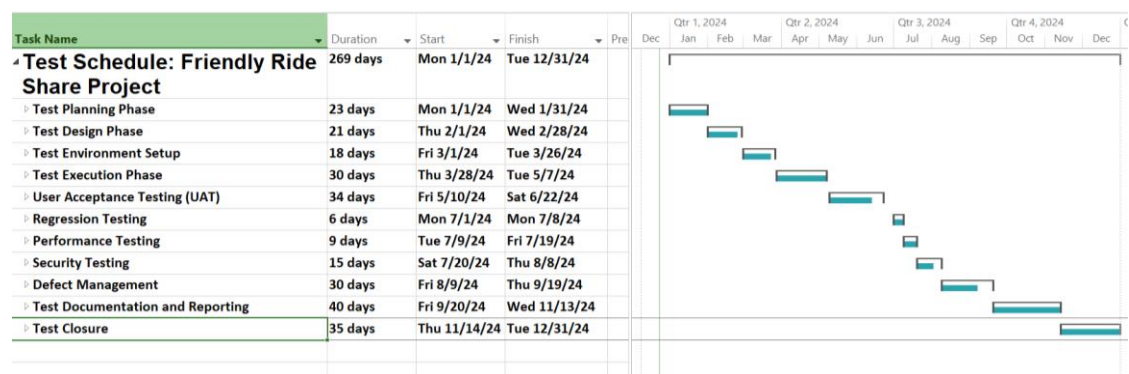 Qtr 1, 2024 Qtr 2, 2024 Qtr 3, 2024 Qtr 4, 2024
Task Name Duration Start Finish Pre Dec Jan Feb Mar Apr May Jun Jul Aug Sep Oct Nov Dec
Test Schedule: Friendly Ride 269 days Mon 1/1/24 Tue 12/31/24
Share Project
Test Planning Phase 23 days Mon 1/1/24 Wed 1/31/24
Test Design Phase 21 days Thu 2/1/24 Wed 2/28/24
Test Environment Setup 18 days Fri 3/1/24 Tue 3/26/24
Test Execution Phase 30 days Thu 3/28/24 Tue 5/7/24
User Acceptance Testing (UAT) 34 days Fri 5/10/24 Sat 6/22/24
Regression Testing 6 days Mon 7/1/24 Mon 7/8/24
Performance Testing 9 days Tue 7/9/24 Fri 7/19/24
Security Testing 15 days Sat 7/20/24 Thu 8/8/24
Defect Management 30 days Fri 8/9/24 Thu 9/19/24
Test Documentation and Reporting 40 days Fri 9/20/24 Wed 11/13/24
Test Closure 35 days Thu 11/14/24 Tue 12/31/24